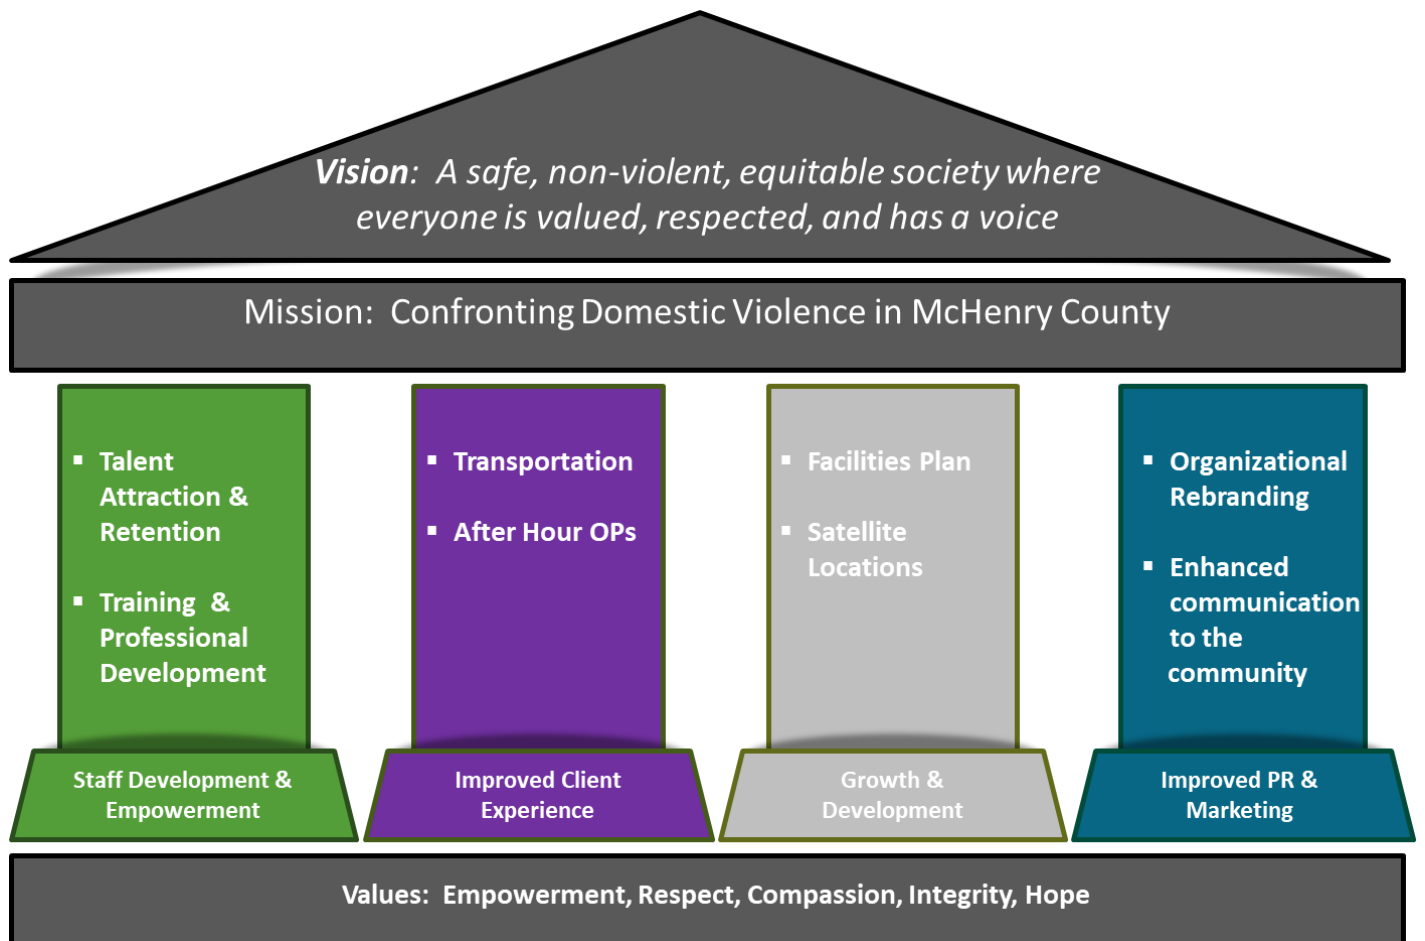 Vision:  A safe, non-violent, equitable society where
everyone is valued, respected, and has a voice
Mission:  Confronting Domestic Violence in McHenry County
▪ Talent
Attraction &
Retention
▪ Training  &
Professional
Development
Staff Development &
Empowerment
▪ Transportation
▪ After Hour OPs
Improved Client
Experience
▪ Facilities Plan
▪ Satellite
Locations
Growth &
Development
▪ Organizational
Rebranding
▪ Enhanced
communication
to the
community
Improved PR &
Marketing
Values:  Empowerment, Respect, Compassion, Integrity, Hope